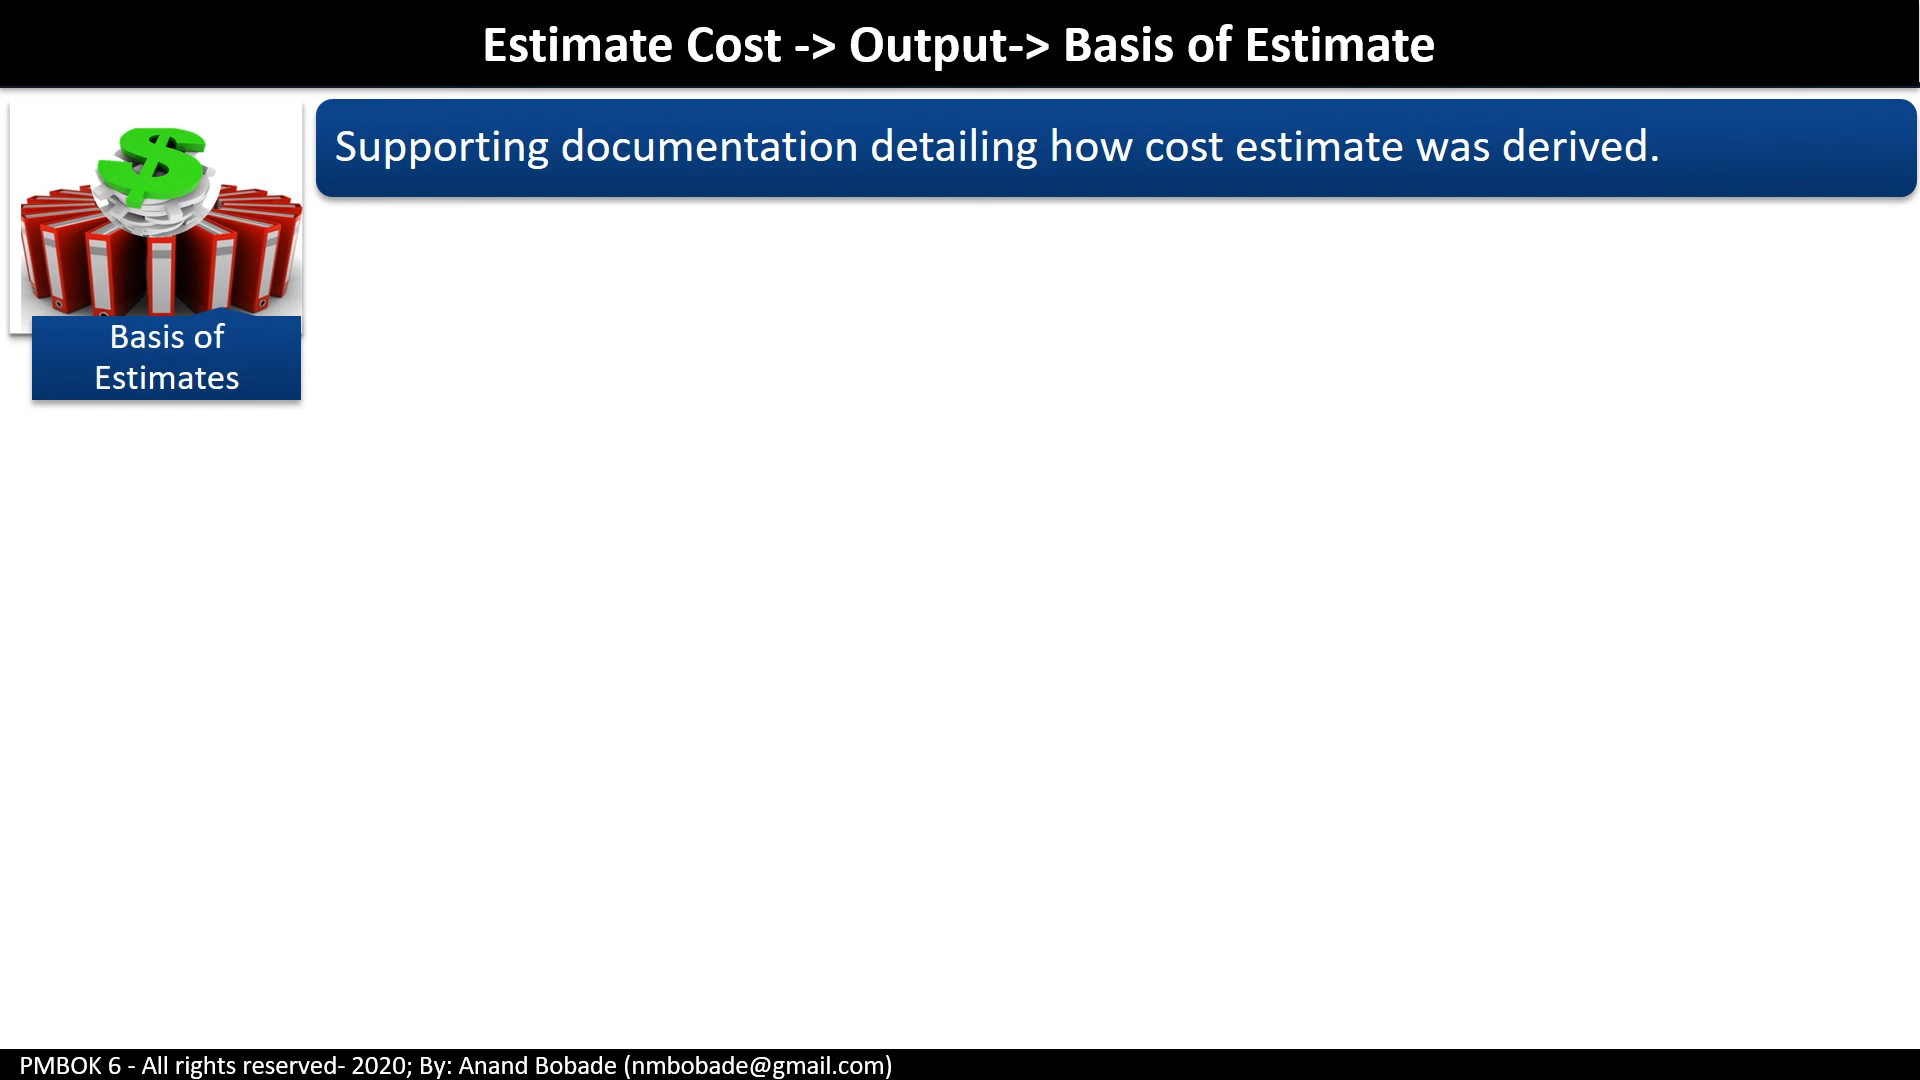 Estimate Cost -> Output-> Basis of Estimate
Supporting documentation detailing how cost estimate was derived.
$
Basis of
Estimates
PMBOK 6 - All rights reserved- 2020; By: Anand Bobade (nmbobade@gmail.com)